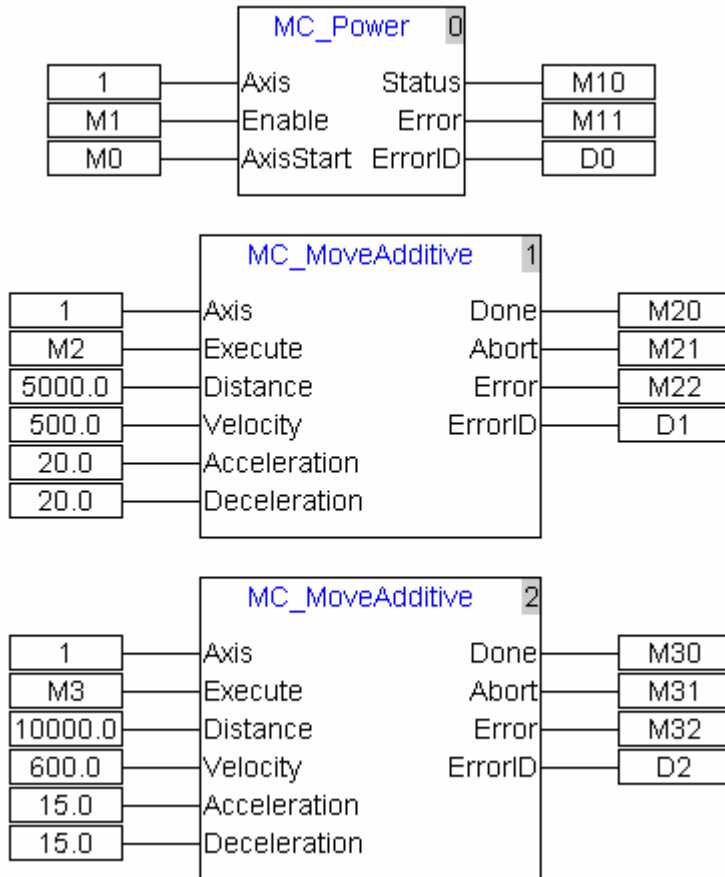 MC_Power 0
1 Axis Status M10
M1 Enable Error M11
M0 AxisStart ErrorID D0
MC_MoveAdditive 1
1 Axis Done M20
M2 Execute Abort M21
5000.0 Distance Error M22
500.0 Velocity ErrorID D1
20.0 Acceleration
20.0 Deceleration
MC_MoveAdditive 2
1 Axis Done M30
M3 Execute Abort M31
10000.0 Distance Error M32
600.0 Velocity ErrorID D2
15.0 Acceleration
15.0 Deceleration